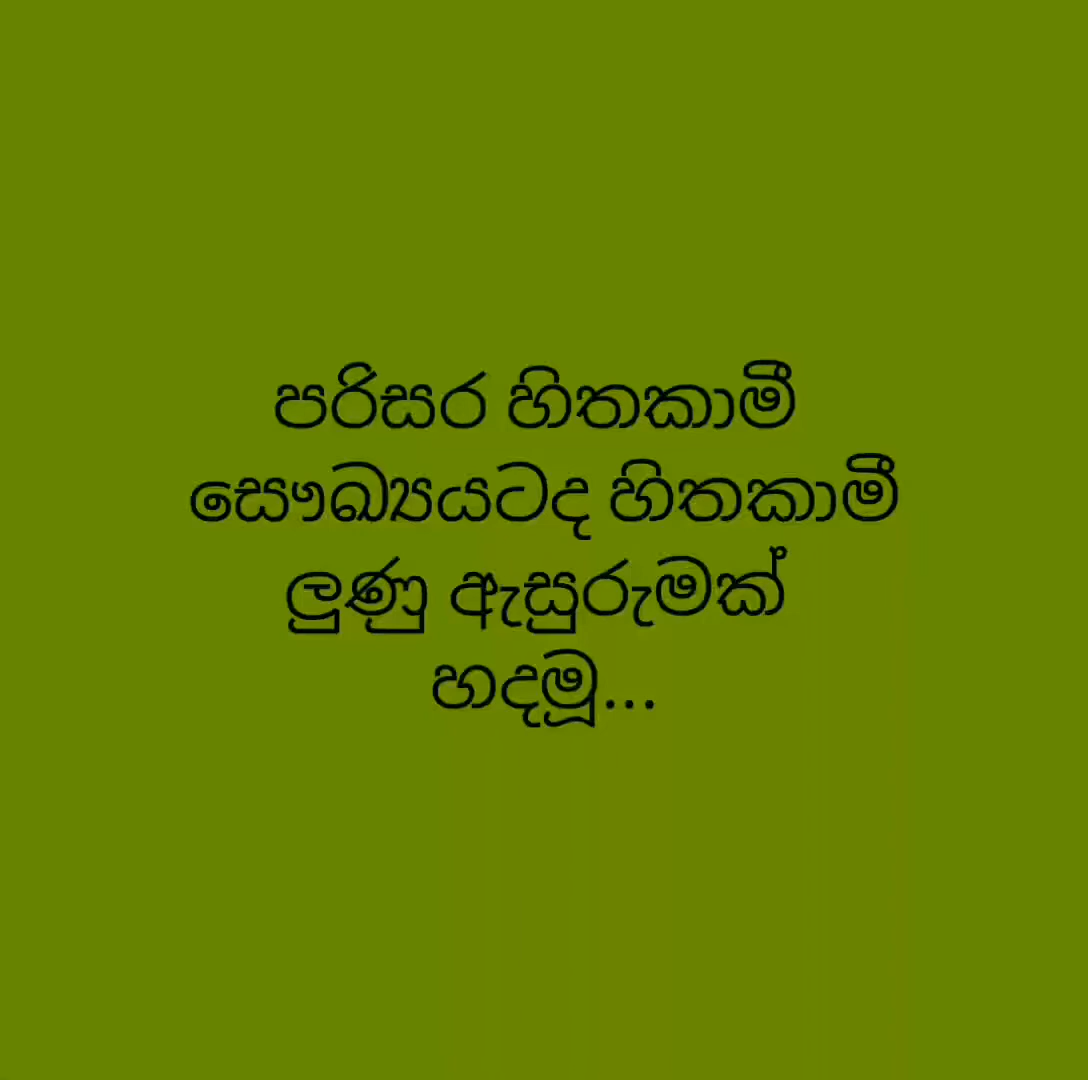 පරිසර හිතකාමී
සෞඛ්‍යයටද හිතකාමී
ලුණු ඇසුරුමක්
හදමූ...